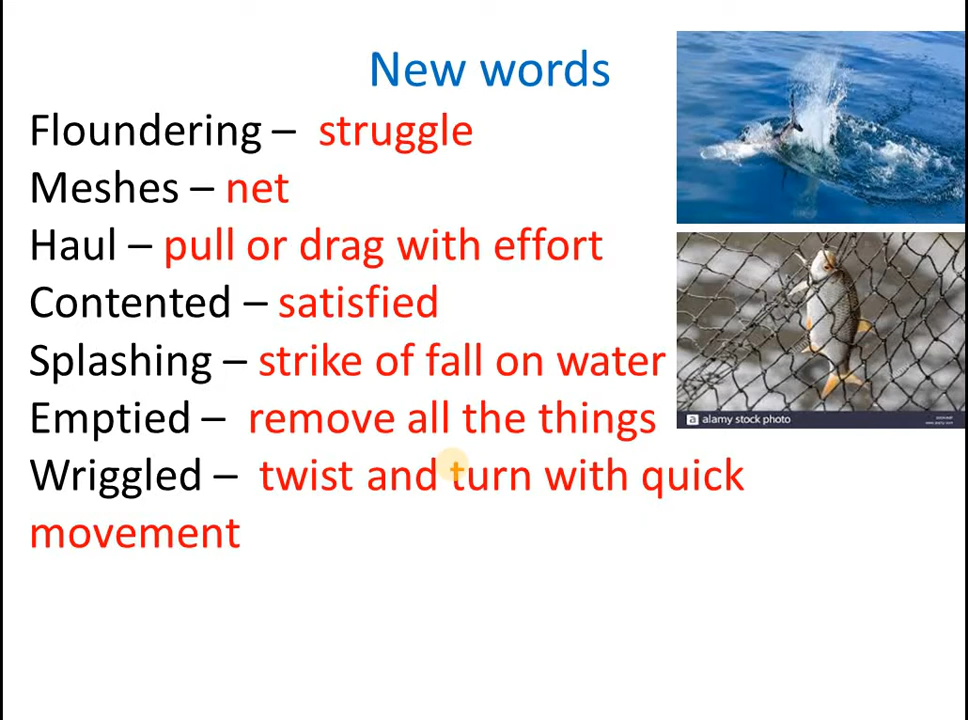 New words
Floundering – struggle
Meshes – net
Haul – pull or drag with effort
Contented – satisfied
Splashing – strike of fall on water
Emptied – remove all the things
Wriggled – twist and turn with quick
movement
a alamy stock photo